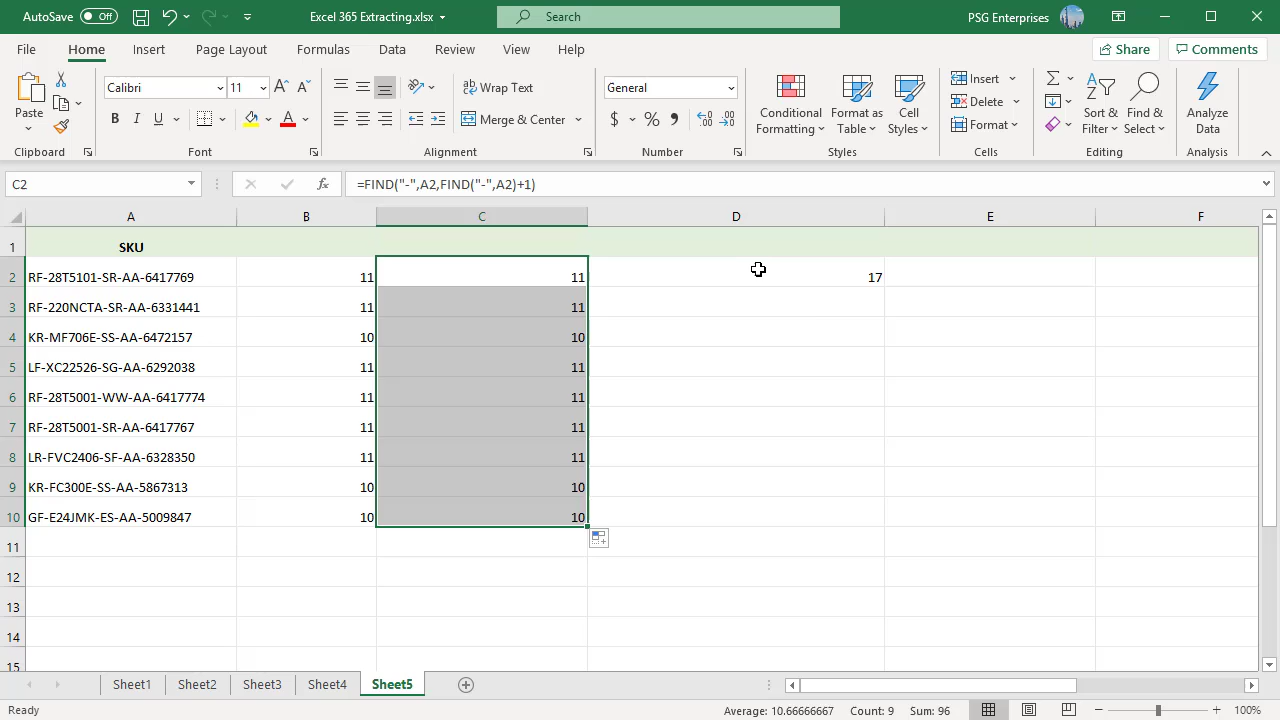 AutoSave Off Excel 365 Extracting.xlsx Search PSG Enterprises
File Home Insert Page Layout Formulas Data Review View Help Share Comments
Calibri 11 A A Wrap Text General Insert
Paste B I U A Merge & Center $ % Conditional Formatting Format as Table Cell Styles Delete Format Sort & Filter Find & Select Analyze Data
Clipboard Font Alignment Number Styles Cells Editing Analysis
C2 fx =FIND("-",A2,FIND("-",A2)+1)
A B C D E F
1 SKU
2 RF-28T5101-SR-AA-6417769 11 11 17
3 RF-220NCTA-SR-AA-6331441 11 11
4 KR-MF706E-SS-AA-6472157 10 10
5 LF-XC22526-SG-AA-6292038 11 11
6 RF-28T5001-WW-AA-6417774 11 11
7 RF-28T5001-SR-AA-6417767 11 11
8 LR-FVC2406-SF-AA-6328350 11 11
9 KR-FC300E-SS-AA-5867313 10 10
10 GF-E24JMK-ES-AA-5009847 10 10
11
12
13
14
15
Sheet1 Sheet2 Sheet3 Sheet4 Sheet5
Ready Average: 10.66666667 Count: 9 Sum: 96 100%